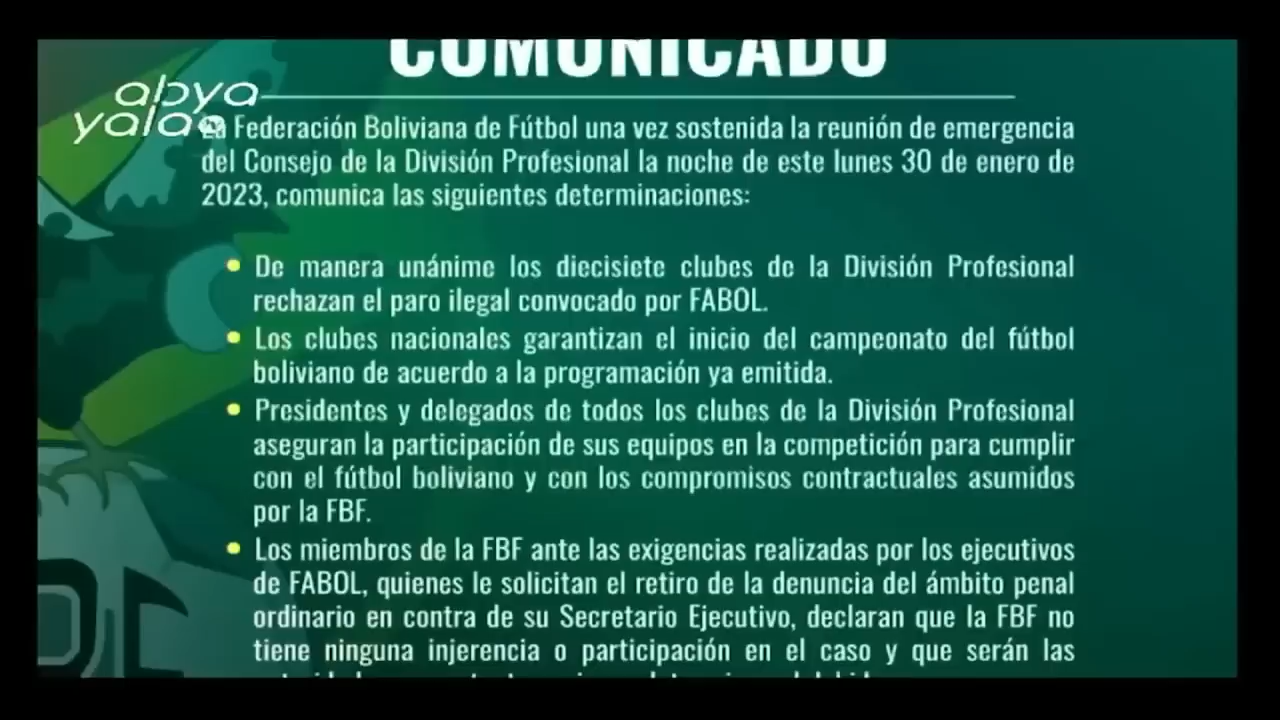 COMUNICADO
abya
yala
La Federación Boliviana de Fútbol una vez sostenida la reunión de emergencia
del Consejo de la División Profesional la noche de este lunes 30 de enero de
2023, comunica las siguientes determinaciones:
De manera unánime los diecisiete clubes de la División Profesional
rechazan el paro ilegal convocado por FABOL.
Los clubes nacionales garantizan el inicio del campeonato del fútbol
boliviano de acuerdo a la programación ya emitida.
Presidentes y delegados de todos los clubes de la División Profesional
aseguran la participación de sus equipos en la competición para cumplir
con el fútbol boliviano y con los compromisos contractuales asumidos
por la FBF.
Los miembros de la FBF ante las exigencias realizadas por los ejecutivos
de FABOL, quienes le solicitan el retiro de la denuncia del ámbito penal
ordinario en contra de su Secretario Ejecutivo, declaran que la FBF no
tiene ninguna injerencia o participación en el caso y que serán las